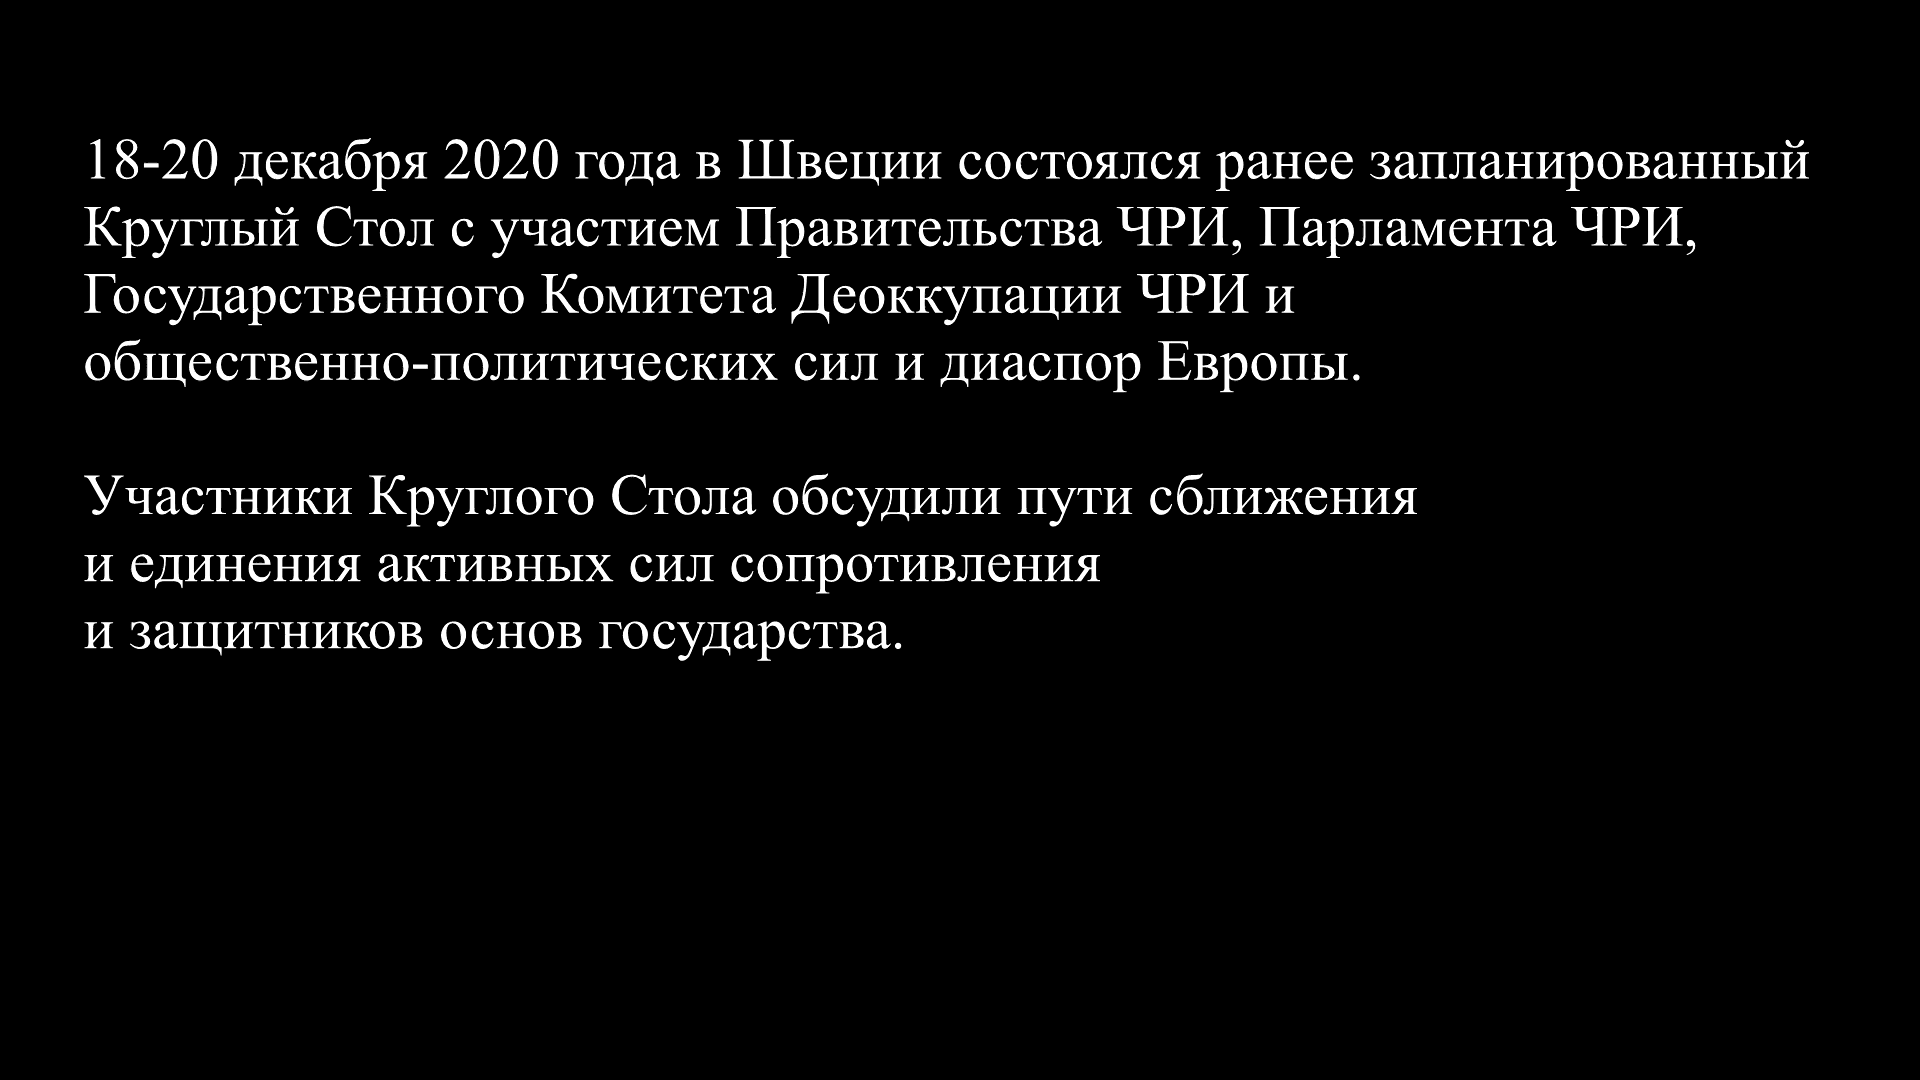 18-20 декабря 2020 года в Швеции состоялся ранее запланированный
Круглый Стол с участием Правительства ЧРИ, Парламента ЧРИ,
Государственного Комитета Деоккупации ЧРИ и
общественно-политических сил и диаспор Европы.
Участники Круглого Стола обсудили пути сближения
и единения активных сил сопротивления
и защитников основ государства.